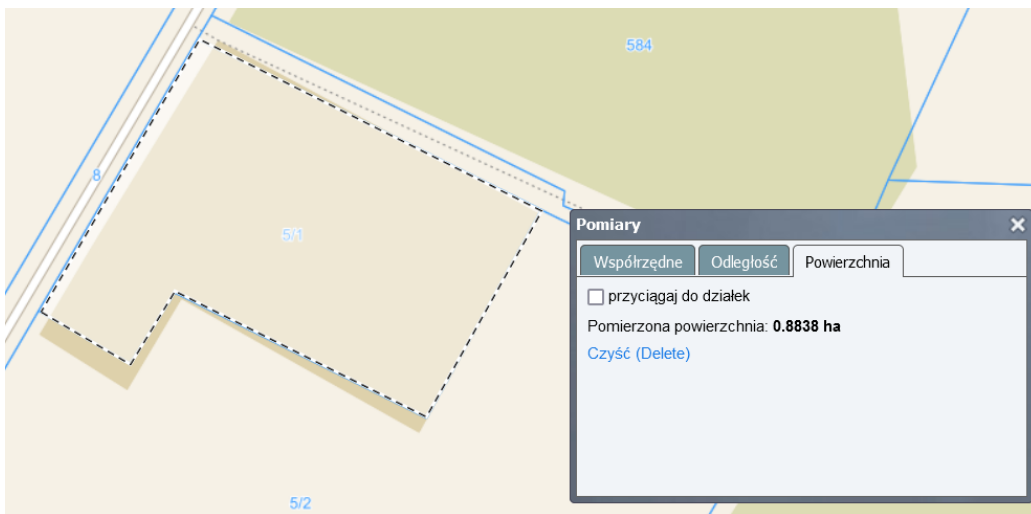 584
8
5/1
5/2
Pomiary
Współrzędne Odległość Powierzchnia
przyciągaj do działek
Pomierzona powierzchnia: 0.8838 ha
Czyść (Delete)